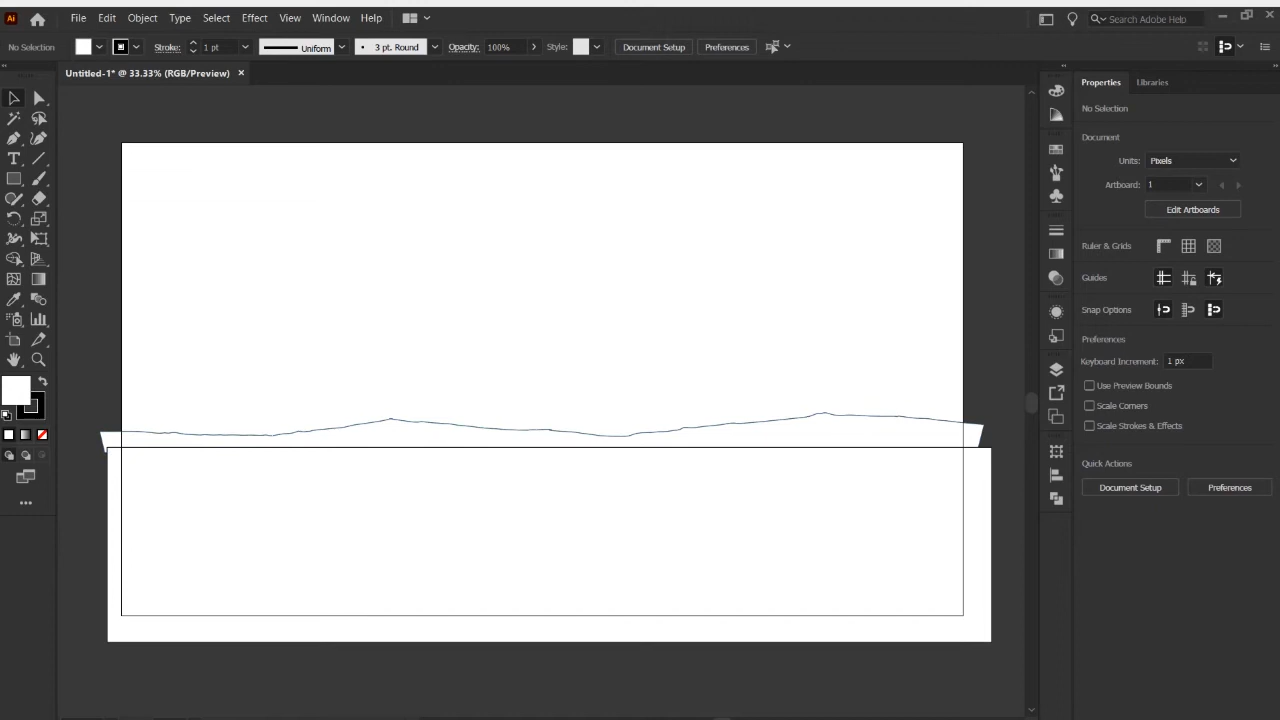 Ai File Edit Object Type Select Effect View Window Help Search Adobe Help
No Selection Stroke: 1 pt Uniform 3 pt. Round Opacity: 100% Style: Document Setup Preferences
Untitled-1* @ 33.33% (RGB/Preview)
Properties Libraries
No Selection
Document
Units: Pixels
Artboard: 1
Edit Artboards
Ruler & Grids
Guides
Snap Options
Preferences
Keyboard Increment: 1 px
Use Preview Bounds
Scale Corners
Scale Strokes & Effects
Quick Actions
Document Setup Preferences